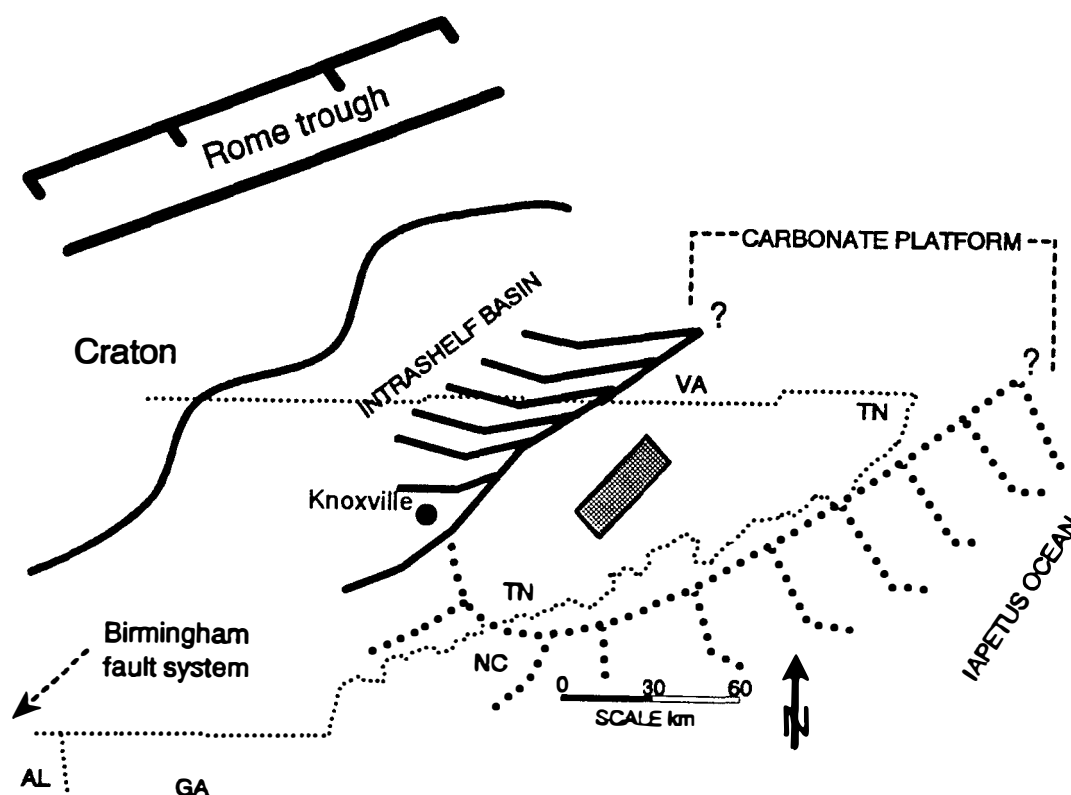 Rome trough
CARBONATE PLATFORM
?
INTRASHELF BASIN
Craton
?
VA
TN
Knoxville
IAPETUS OCEAN
TN
Birmingham
fault system
NC
0 30 60
SCALE km
N
AL
GA